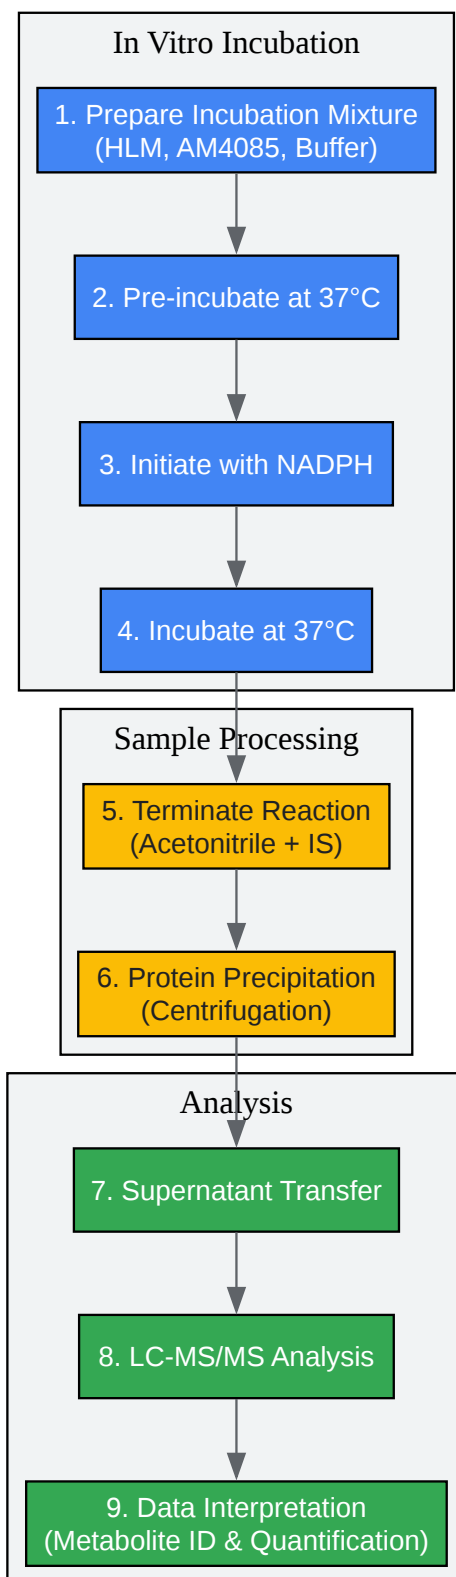 In Vitro Incubation
1. Prepare Incubation Mixture
(HLM, AM4085, Buffer)
2. Pre-incubate at 37°C
3. Initiate with NADPH
4. Incubate at 37°C
Sample Processing
5. Terminate Reaction
(Acetonitrile + IS)
6. Protein Precipitation
(Centrifugation)
Analysis
7. Supernatant Transfer
8. LC-MS/MS Analysis
9. Data Interpretation
(Metabolite ID & Quantification)